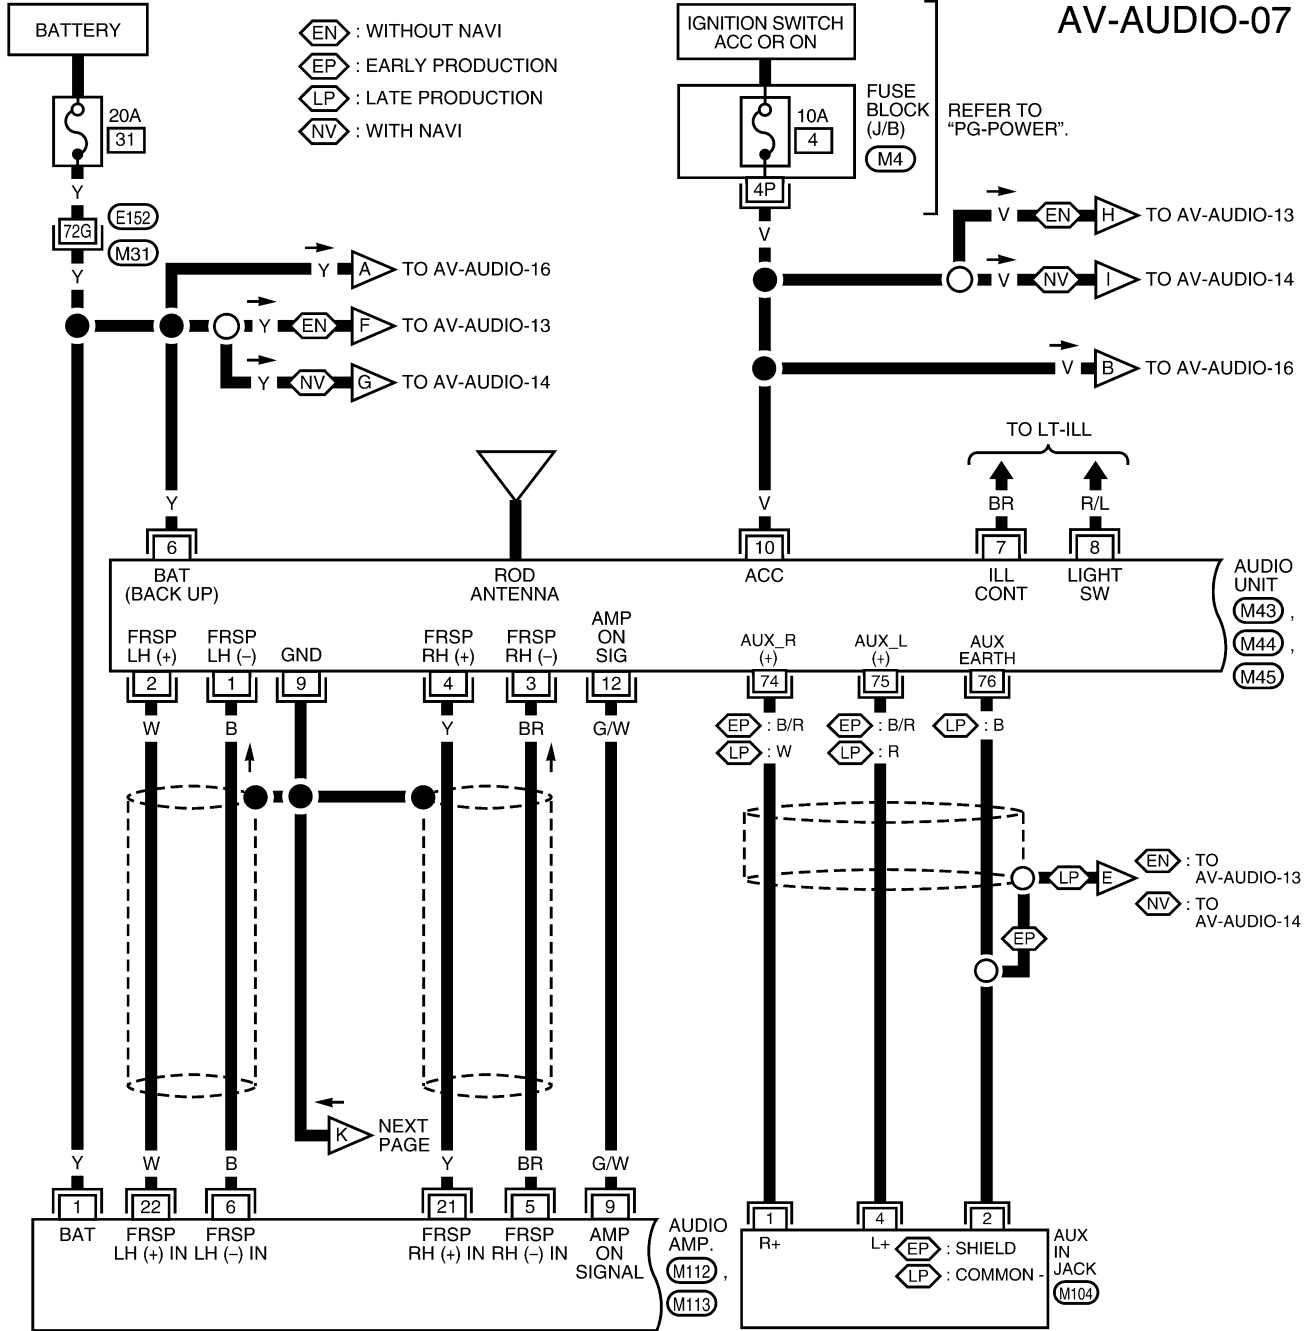 AV-AUDIO-07
BATTERY
EN : WITHOUT NAVI
EP : EARLY PRODUCTION
LP : LATE PRODUCTION
NV : WITH NAVI
20A
31
Y
72G
E152
M31
Y
IGNITION SWITCH
ACC OR ON
10A
4
4P
FUSE
BLOCK
(J/B)
M4
REFER TO
“PG-POWER”.
V
V EN H TO AV-AUDIO-13
V NV I TO AV-AUDIO-14
V B TO AV-AUDIO-16
Y A TO AV-AUDIO-16
Y EN F TO AV-AUDIO-13
Y NV G TO AV-AUDIO-14
TO LT-ILL
Y
V
BR
R/L
6
10
7
8
BAT
(BACK UP)
ROD
ANTENNA
ACC
ILL
CONT
LIGHT
SW
AUDIO
UNIT
M43 ,
M44 ,
M45
FRSP
LH (+)
FRSP
LH (–)
GND
FRSP
RH (+)
FRSP
RH (–)
AMP
ON
SIG
AUX_R
(+)
AUX_L
(+)
AUX
EARTH
2
1
9
4
3
12
74
75
76
W
B
Y
BR
G/W
EP : B/R
LP : W
EP : B/R
LP : R
LP : B
LP E
EN : TO
AV-AUDIO-13
NV : TO
AV-AUDIO-14
EP
K
NEXT
PAGE
Y
W
B
Y
BR
G/W
1
22
6
21
5
9
1
4
2
BAT
FRSP
LH (+) IN
FRSP
LH (–) IN
FRSP
RH (+) IN
FRSP
RH (–) IN
AMP
ON
SIGNAL
AUDIO
AMP.
M112 ,
M113
R+
L+
EP : SHIELD
LP : COMMON -
AUX
IN
JACK
M104